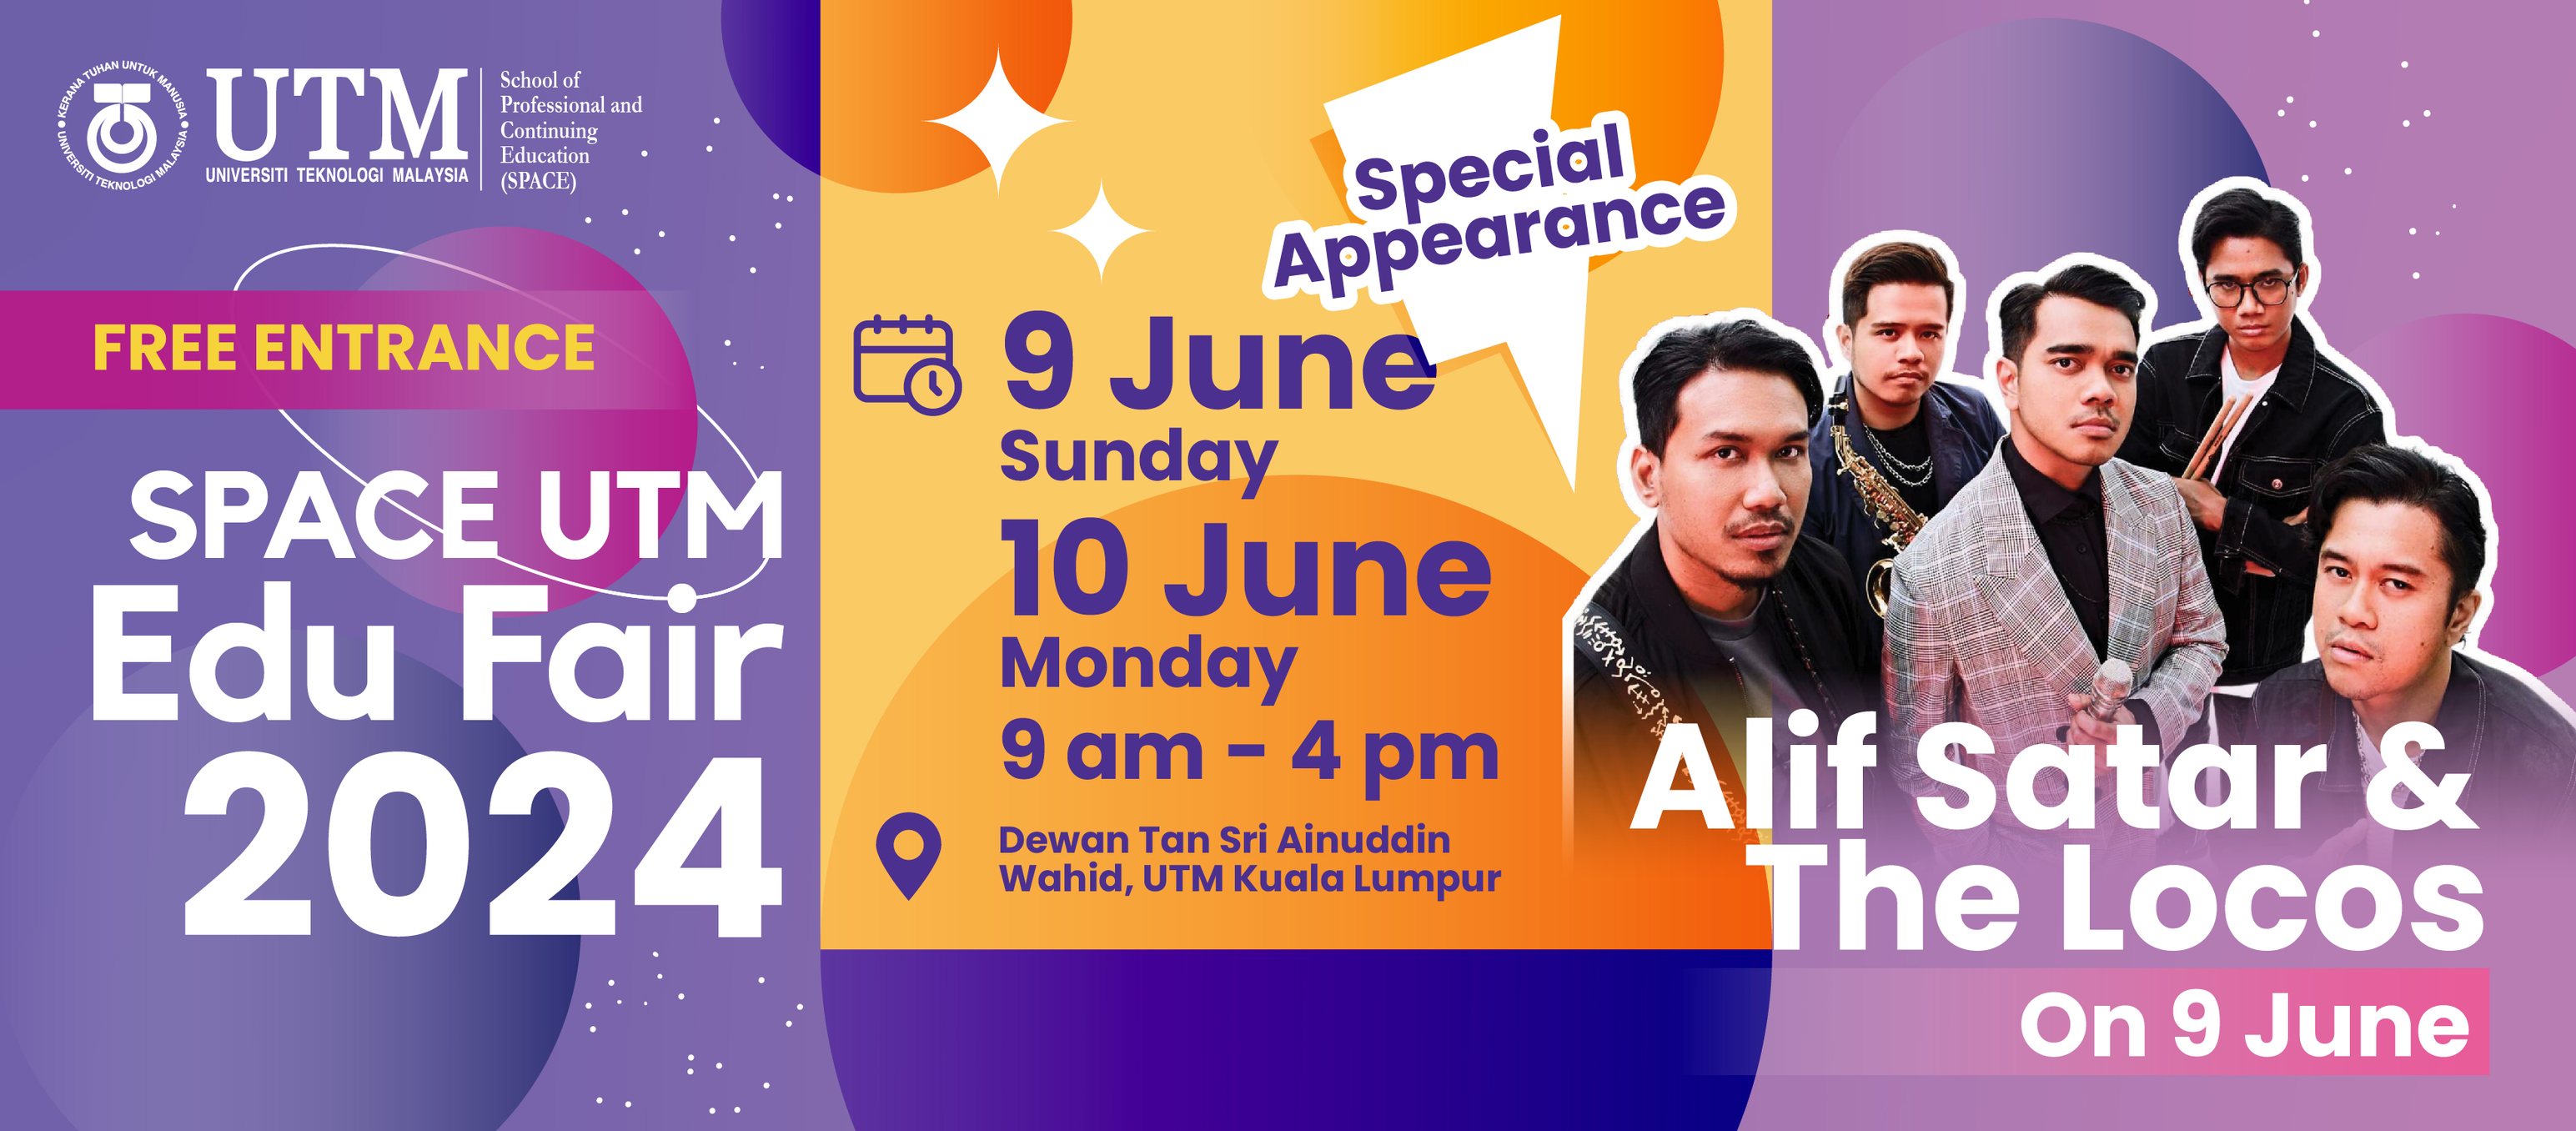 KERANA TUHAN UNTUK MANUSIA
UNIVERSITI TEKNOLOGI MALAYSIA
UTM
UNIVERSITI TEKNOLOGI MALAYSIA
School of
Professional and
Continuing
Education
(SPACE)
FREE ENTRANCE
SPACE UTM
Edu Fair
2024
9 June
Sunday
10 June
Monday
9 am – 4 pm
Dewan Tan Sri Ainuddin
Wahid, UTM Kuala Lumpur
Special
Appearance
Alif Satar &
The Locos
On 9 June